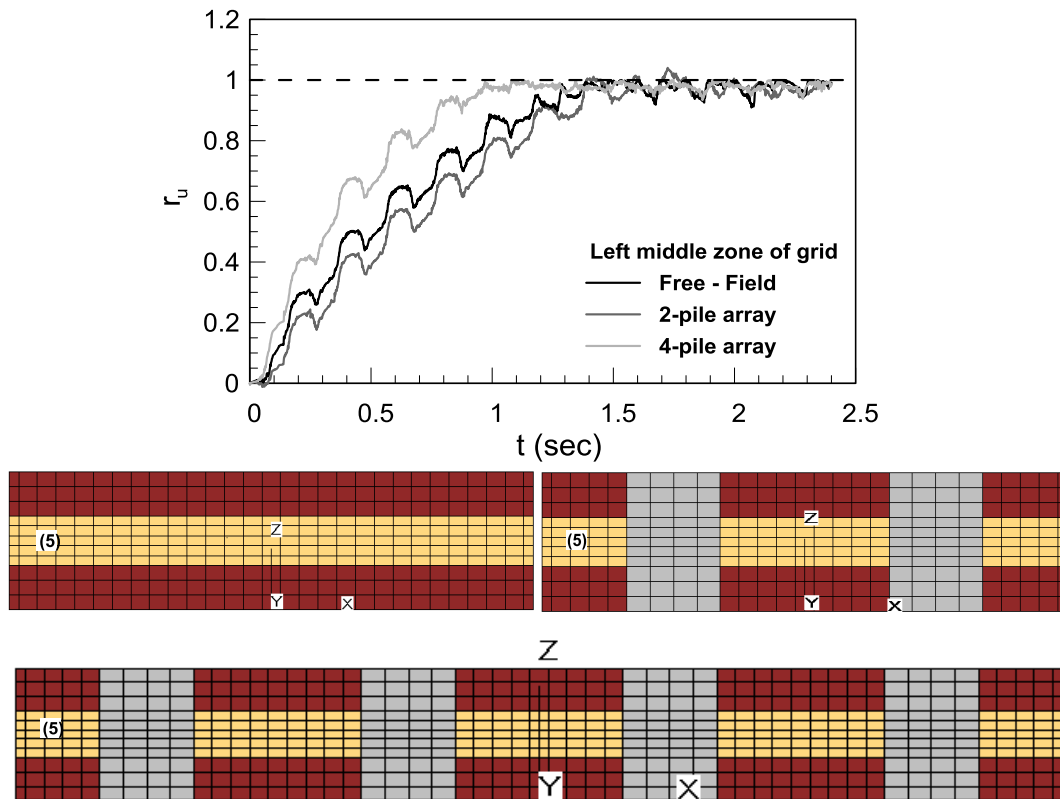 1.2
1
0.8
0.6
0.4
0.2
0
r_u
Left middle zone of grid
Free - Field
2-pile array
4-pile array
0 0.5 1 1.5 2 2.5
t (sec)
(5) Z Y X
(5) Z Y X
Z
(5)
Y X